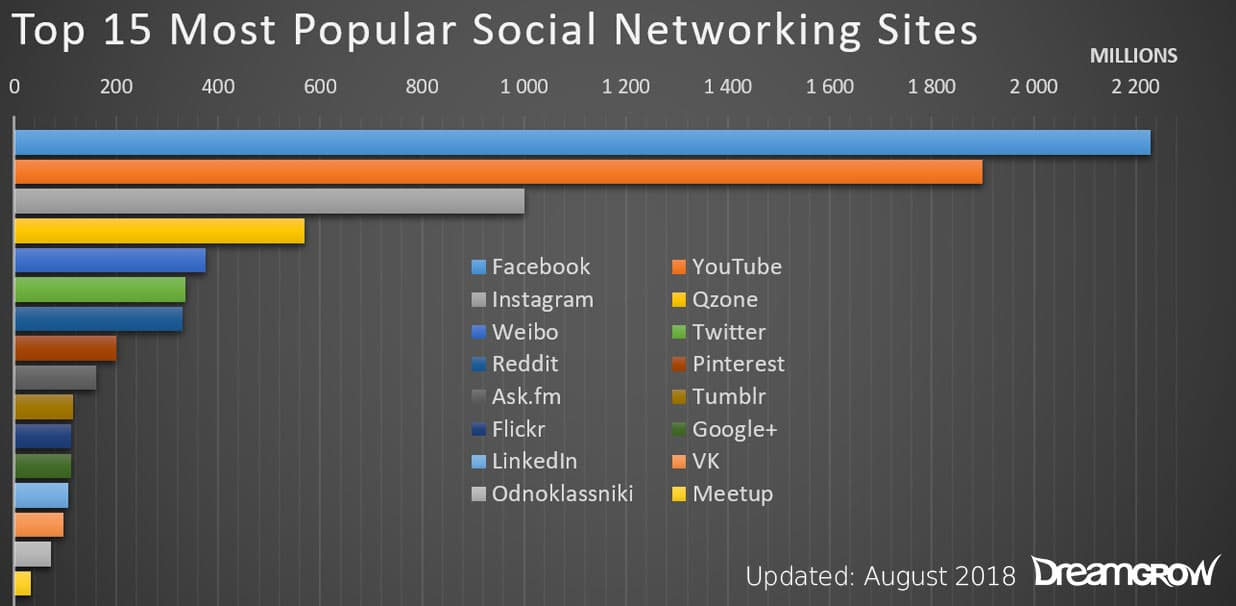 Top 15 Most Popular Social Networking Sites
MILLIONS
0 200 400 600 800 1 000 1 200 1 400 1 600 1 800 2 000 2 200
Facebook YouTube
Instagram Qzone
Weibo Twitter
Reddit Pinterest
Ask.fm Tumblr
Flickr Google+
LinkedIn VK
Odnoklassniki Meetup
Updated: August 2018 DREAMGROW